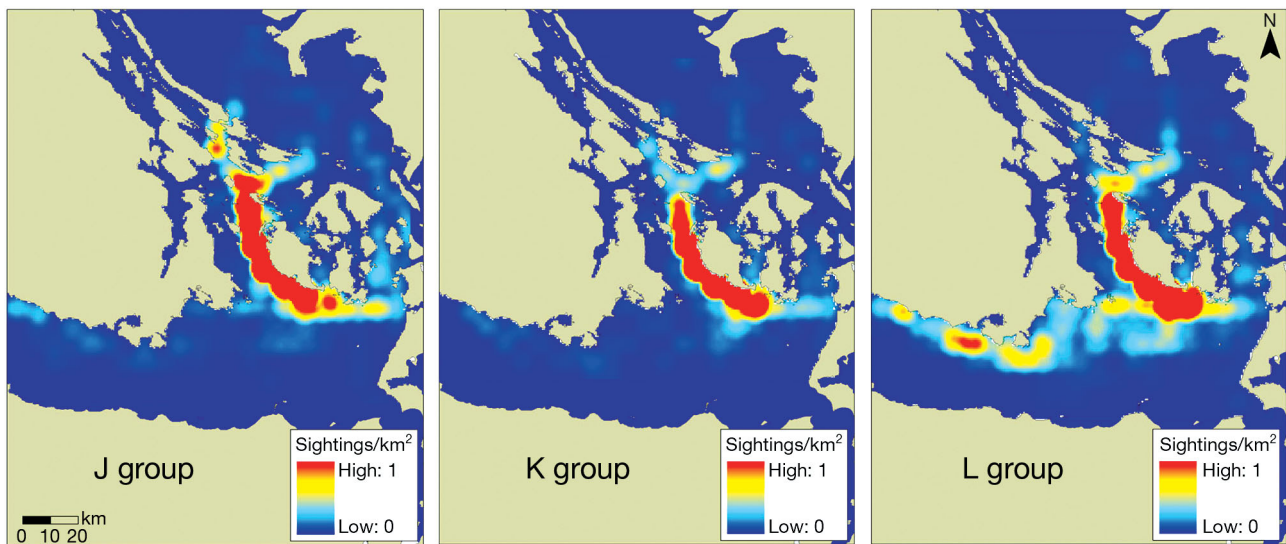 N
Sightings/km²
High: 1
Low: 0
J group
km
0 10 20
Sightings/km²
High: 1
Low: 0
K group
Sightings/km²
High: 1
Low: 0
L group